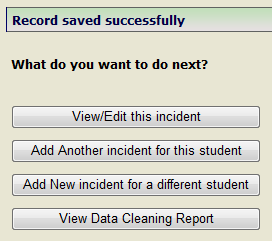 Record saved successfully
What do you want to do next?
View/Edit this incident
Add Another incident for this student
Add New incident for a different student
View Data Cleaning Report